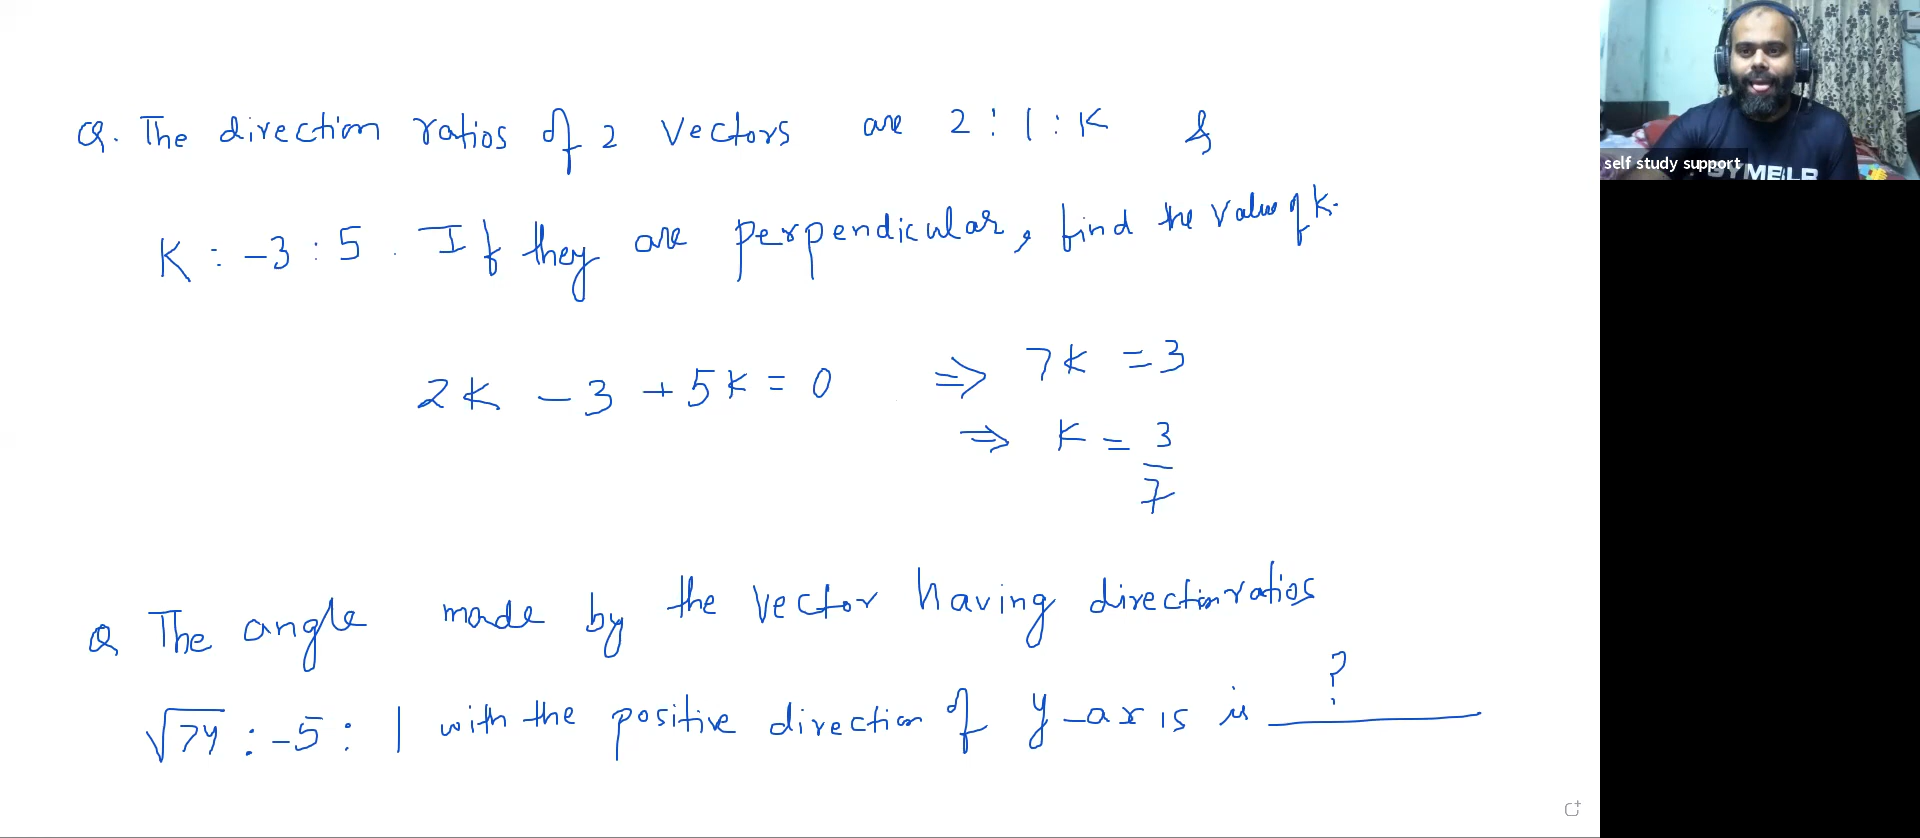 Q. The direction ratios of 2 vectors are 2 : 1 : K &
K : -3 : 5 . If they are perpendicular, find the value of K.
2K - 3 + 5K = 0 ⇒ 7K = 3
⇒ K = 3/7
Q The angle made by the vector having direction ratios
√74 : -5 : 1 with the positive direction of y-axis is ___?___
self study support